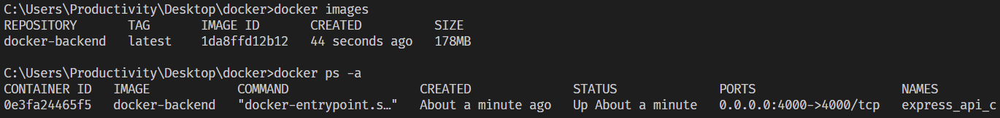 C:\Users\Productivity\Desktop\docker>docker images
REPOSITORY TAG IMAGE ID CREATED SIZE
docker-backend latest 1da8ffd12b12 44 seconds ago 178MB
C:\Users\Productivity\Desktop\docker>docker ps -a
CONTAINER ID IMAGE COMMAND CREATED STATUS PORTS NAMES
0e3fa24465f5 docker-backend "docker-entrypoint.s…" About a minute ago Up About a minute 0.0.0.0:4000->4000/tcp express_api_c